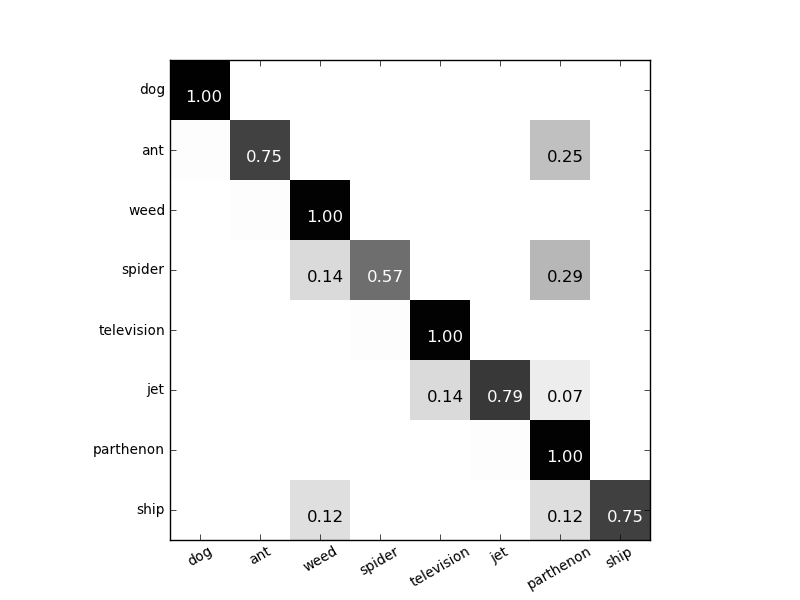 dog 1.00
ant 0.75 0.25
weed 1.00
spider 0.14 0.57 0.29
television 1.00
jet 0.14 0.79 0.07
parthenon 1.00
ship 0.12 0.12 0.75
dog ant weed spider television jet parthenon ship